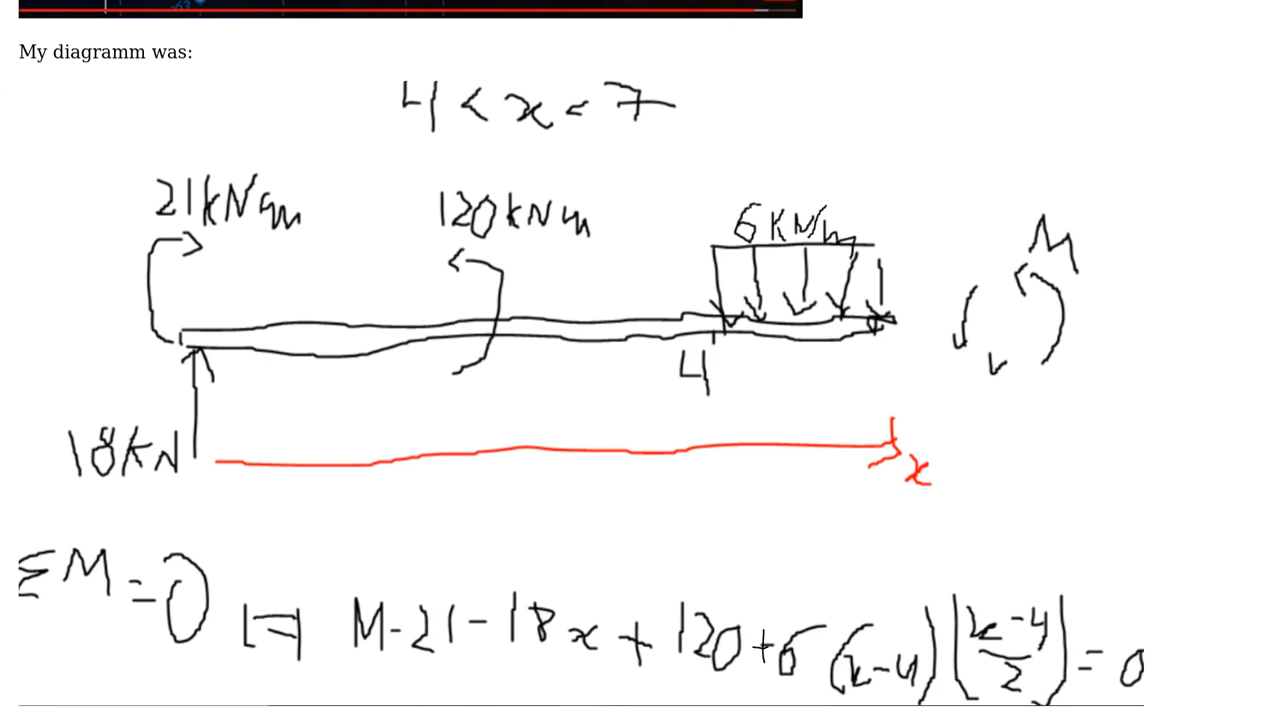 -63
My diagramm was:
4 < x < 7
21kNm 120kNm 6KN/m M
4
18KN
x
ΣM=0 |=| M-21-18x+120+6(x-4)(x-4/2)=0